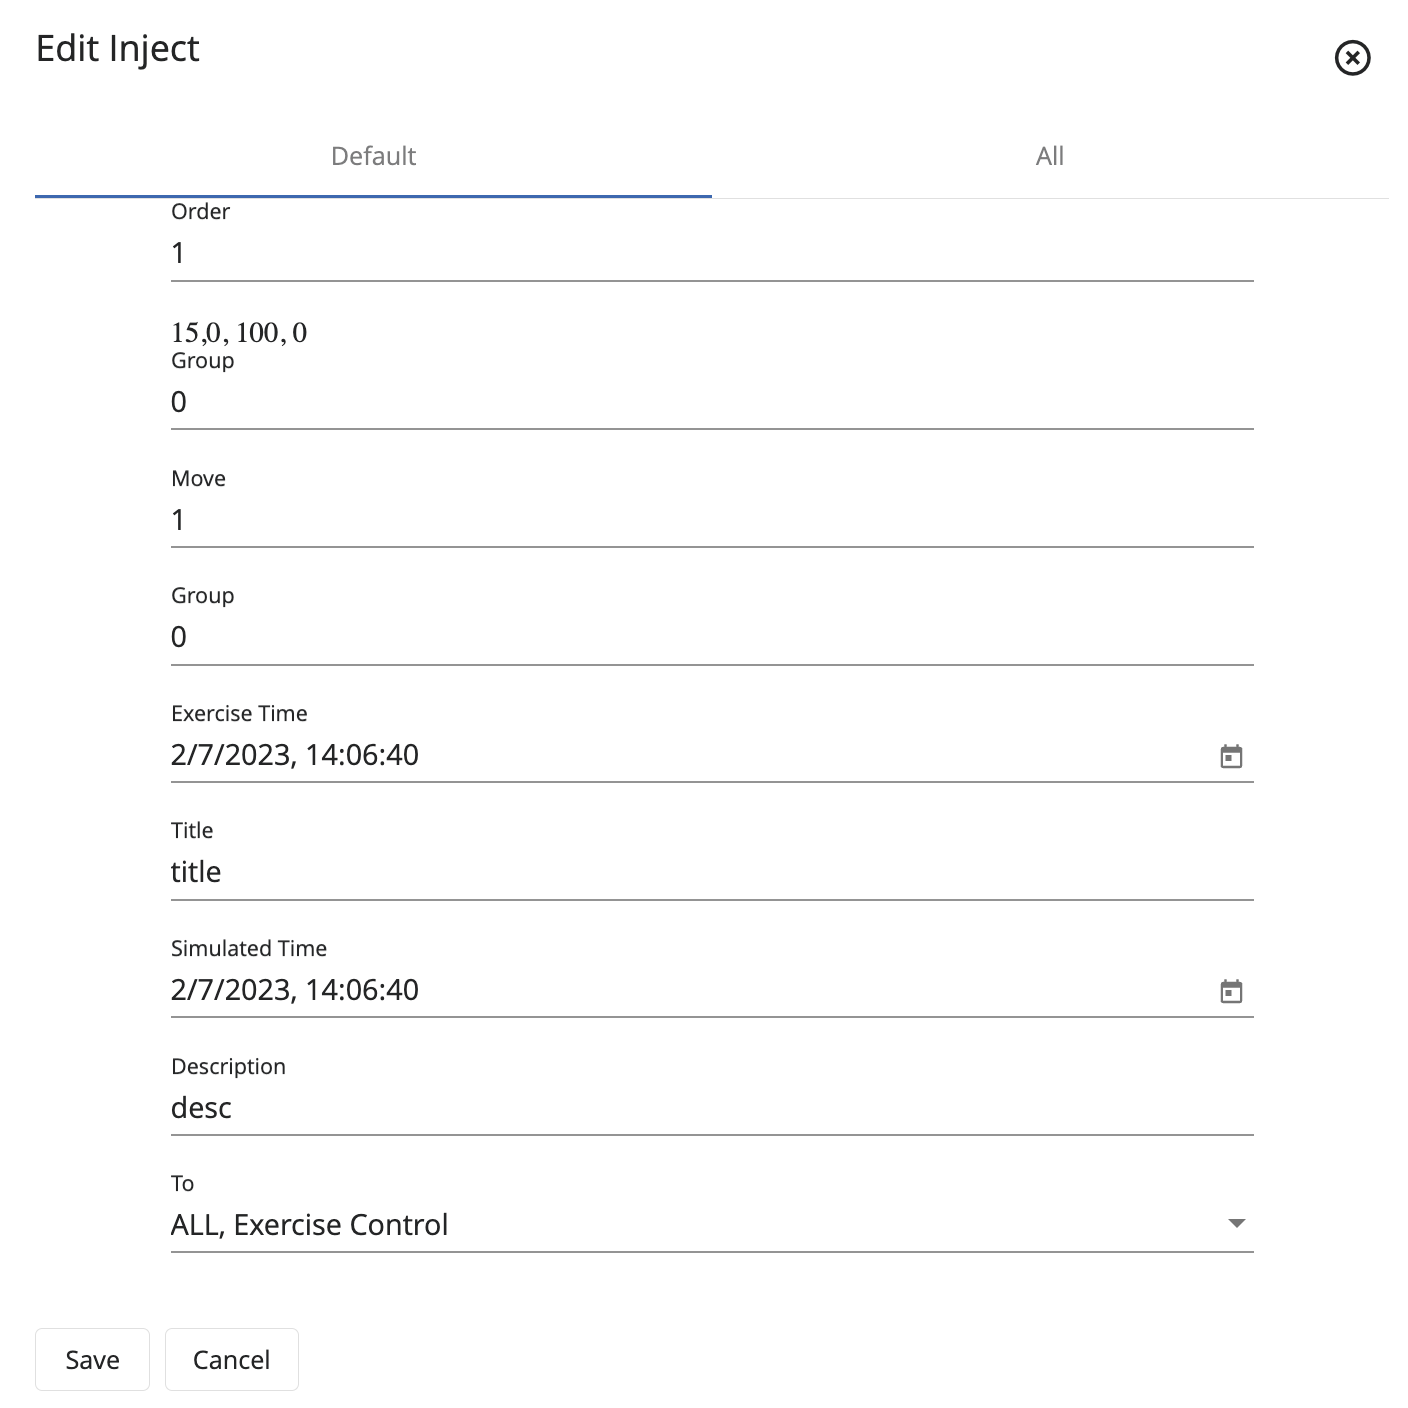 Edit Inject
Default
All
Order
1
15,0, 100, 0
Group
0
Move
1
Group
0
Exercise Time
2/7/2023, 14:06:40
Title
title
Simulated Time
2/7/2023, 14:06:40
Description
desc
To
ALL, Exercise Control
Save
Cancel